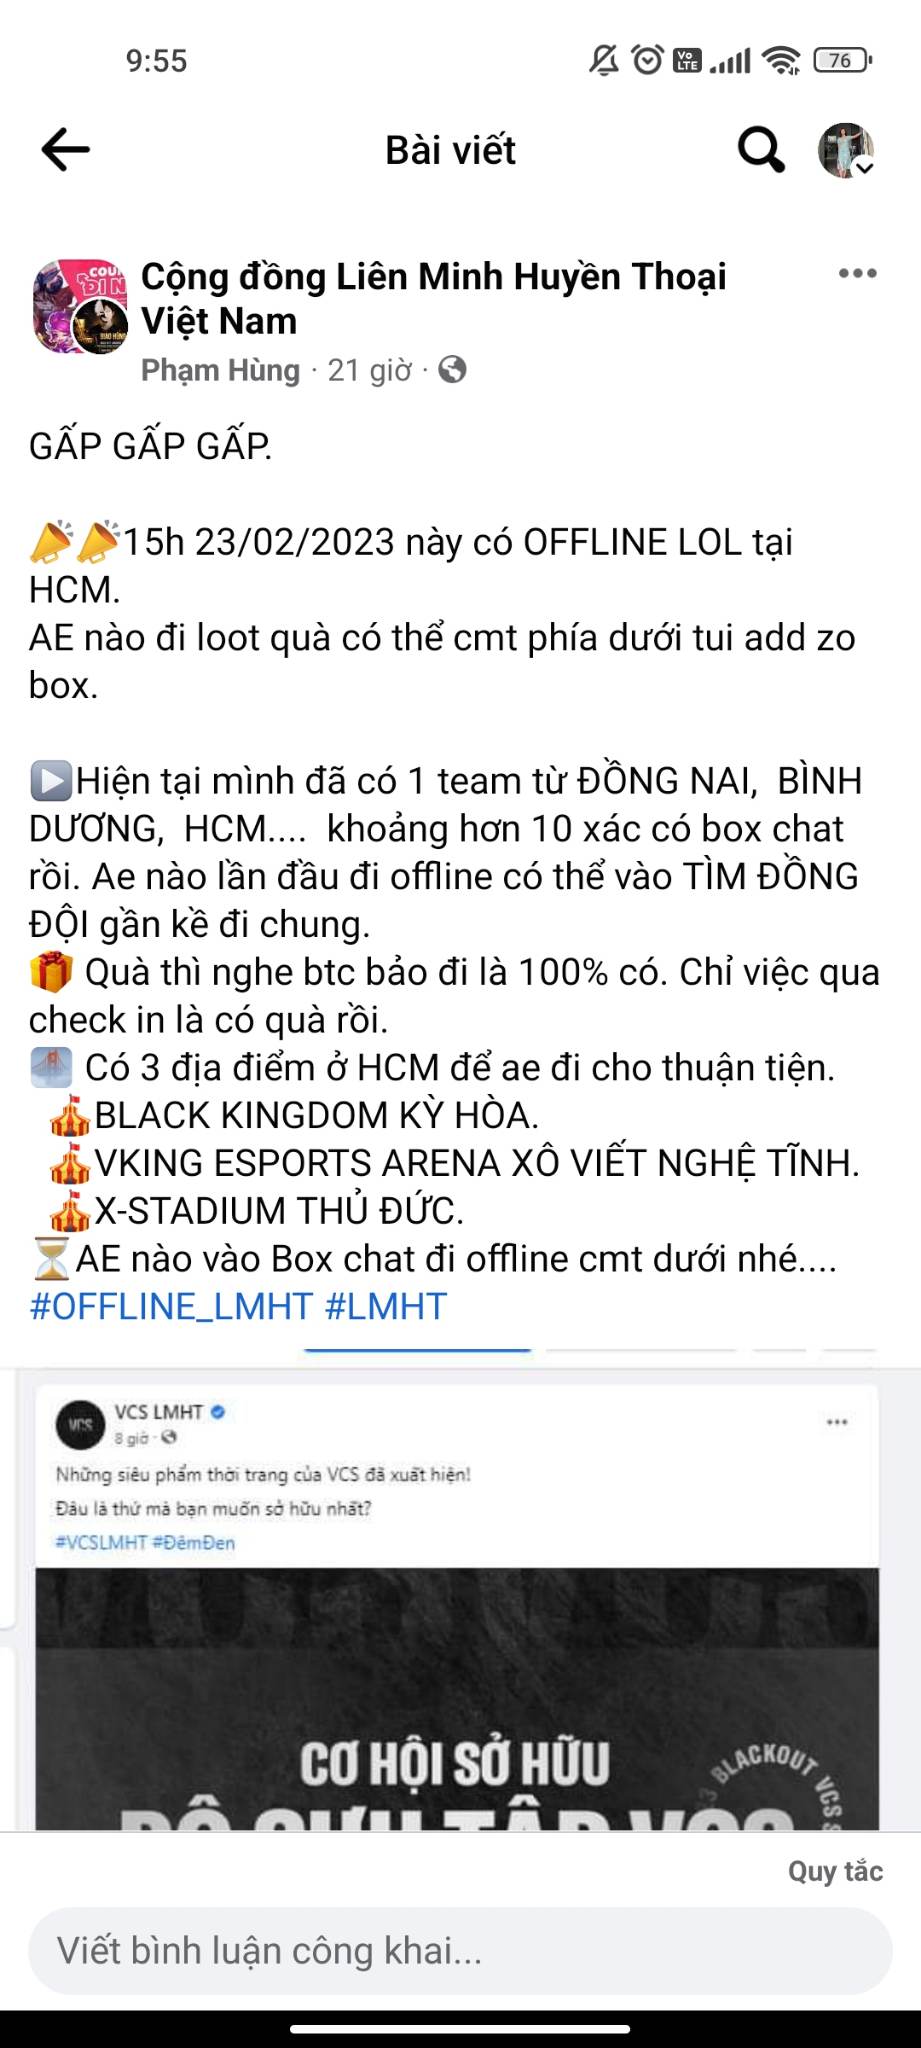 9:55
Vo LTE
76
Bài viết
Cộng đồng Liên Minh Huyền Thoại
Việt Nam
Phạm Hùng · 21 giờ ·
GẤP GẤP GẤP.
15h 23/02/2023 này có OFFLINE LOL tại
HCM.
AE nào đi loot quà có thể cmt phía dưới tui add zo
box.
Hiện tại mình đã có 1 team từ ĐỒNG NAI, BÌNH
DƯƠNG, HCM.... khoảng hơn 10 xác có box chat
rồi. Ae nào lần đầu đi offline có thể vào TÌM ĐỒNG
ĐỘI gần kề đi chung.
Quà thì nghe btc bảo đi là 100% có. Chỉ việc qua
check in là có quà rồi.
Có 3 địa điểm ở HCM để ae đi cho thuận tiện.
BLACK KINGDOM KỲ HÒA.
VKING ESPORTS ARENA XÔ VIẾT NGHỆ TĨNH.
X-STADIUM THỦ ĐỨC.
AE nào vào Box chat đi offline cmt dưới nhé....
#OFFLINE_LMHT #LMHT
VCS
VCS LMHT
8 giờ ·
Những siêu phẩm thời trang của VCS đã xuất hiện!
Đâu là thứ mà bạn muốn sở hữu nhất?
#VCSLMHT #ĐêmĐen
CƠ HỘI SỞ HỮU
BLACKOUT VCS
BỘ SƯU TẬP VCS
Quy tắc
Viết bình luận công khai...